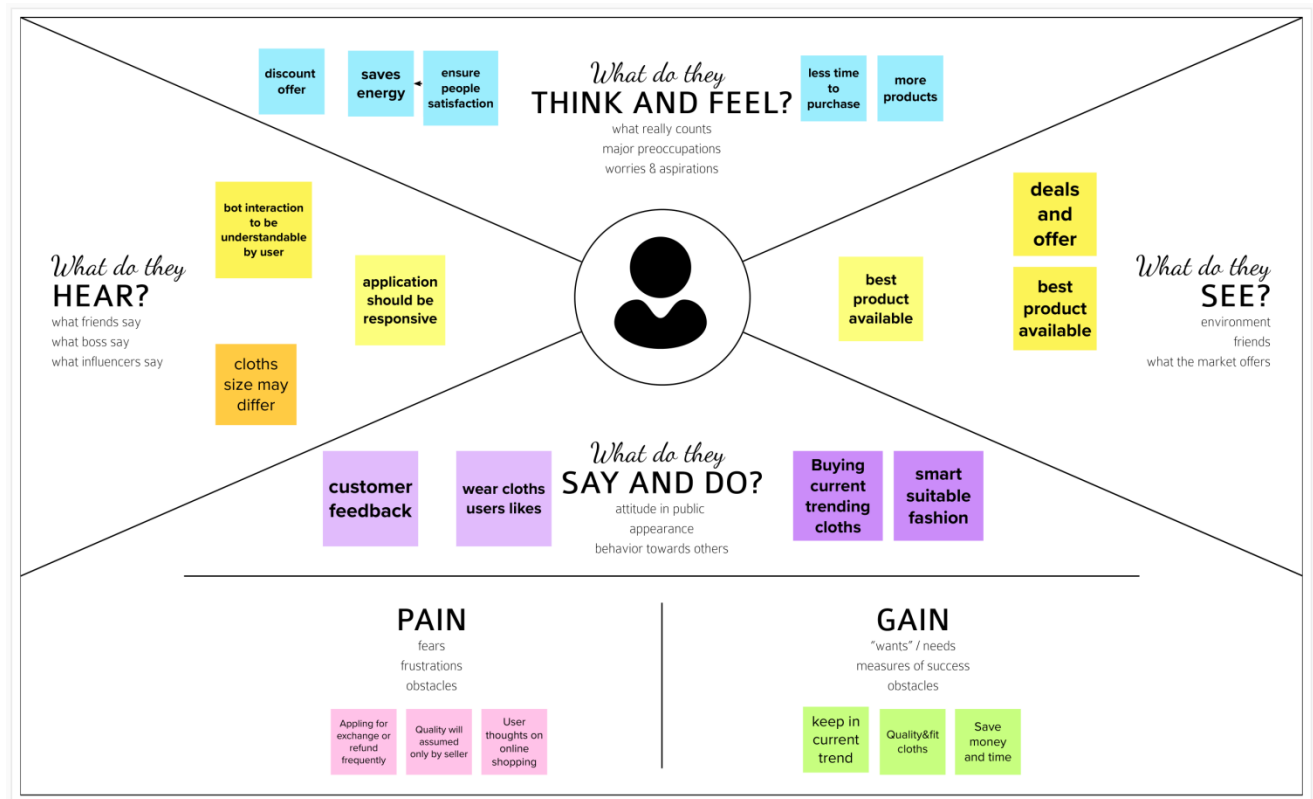 discount
offer
saves
energy
ensure
people
satisfaction
What do they
THINK AND FEEL?
what really counts
major preoccupations
worries & aspirations
less time
to
purchase
more
products
What do they
HEAR?
what friends say
what boss say
what influencers say
bot interaction
to be
understandable
by user
application
should be
responsive
cloths
size may
differ
best
product
available
deals
and
offer
best
product
available
What do they
SEE?
environment
friends
what the market offers
customer
feedback
wear cloths
users likes
What do they
SAY AND DO?
attitude in public
appearance
behavior towards others
Buying
current
trending
cloths
smart
suitable
fashion
PAIN
fears
frustrations
obstacles
Appling for
exchange or
refund
frequently
Quality will
assumed
only by seller
User
thoughts on
online
shopping
GAIN
"wants" / needs
measures of success
obstacles
keep in
current
trend
Quality&fit
cloths
Save
money
and time